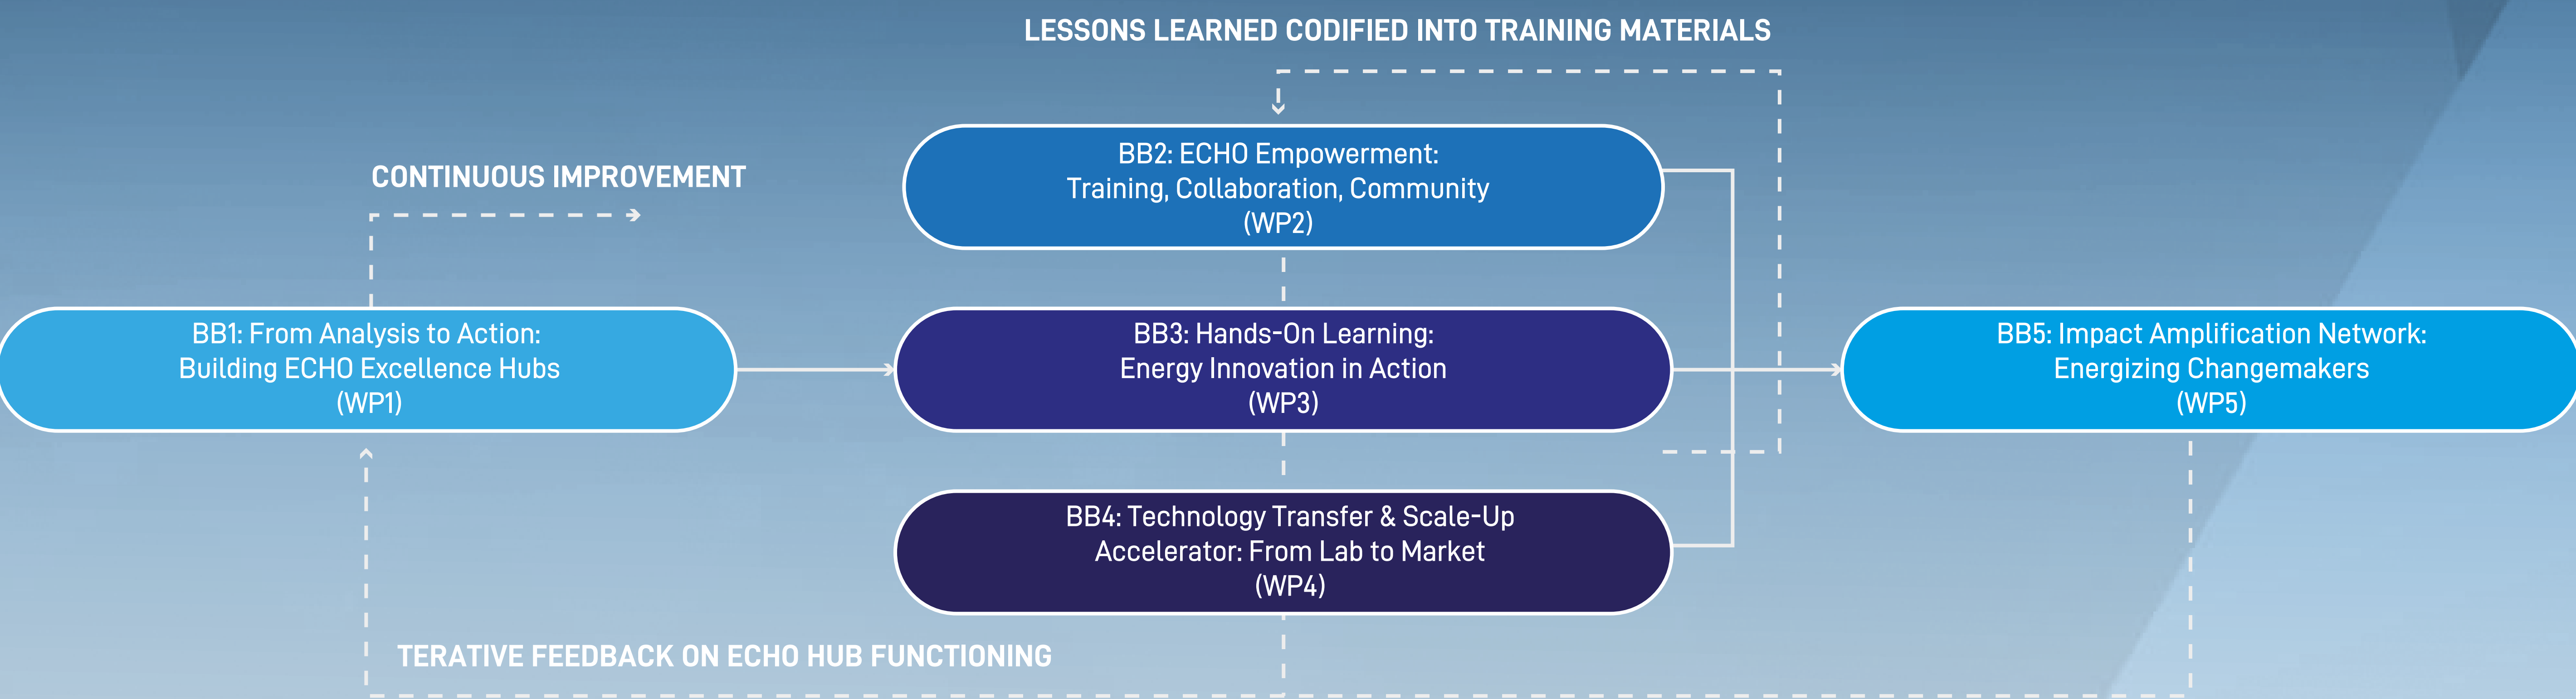 LESSONS LEARNED CODIFIED INTO TRAINING MATERIALS
CONTINUOUS IMPROVEMENT
BB2: ECHO Empowerment:
Training, Collaboration, Community
(WP2)
BB1: From Analysis to Action:
Building ECHO Excellence Hubs
(WP1)
BB3: Hands-On Learning:
Energy Innovation in Action
(WP3)
BB5: Impact Amplification Network:
Energizing Changemakers
(WP5)
BB4: Technology Transfer & Scale-Up
Accelerator: From Lab to Market
(WP4)
TERATIVE FEEDBACK ON ECHO HUB FUNCTIONING